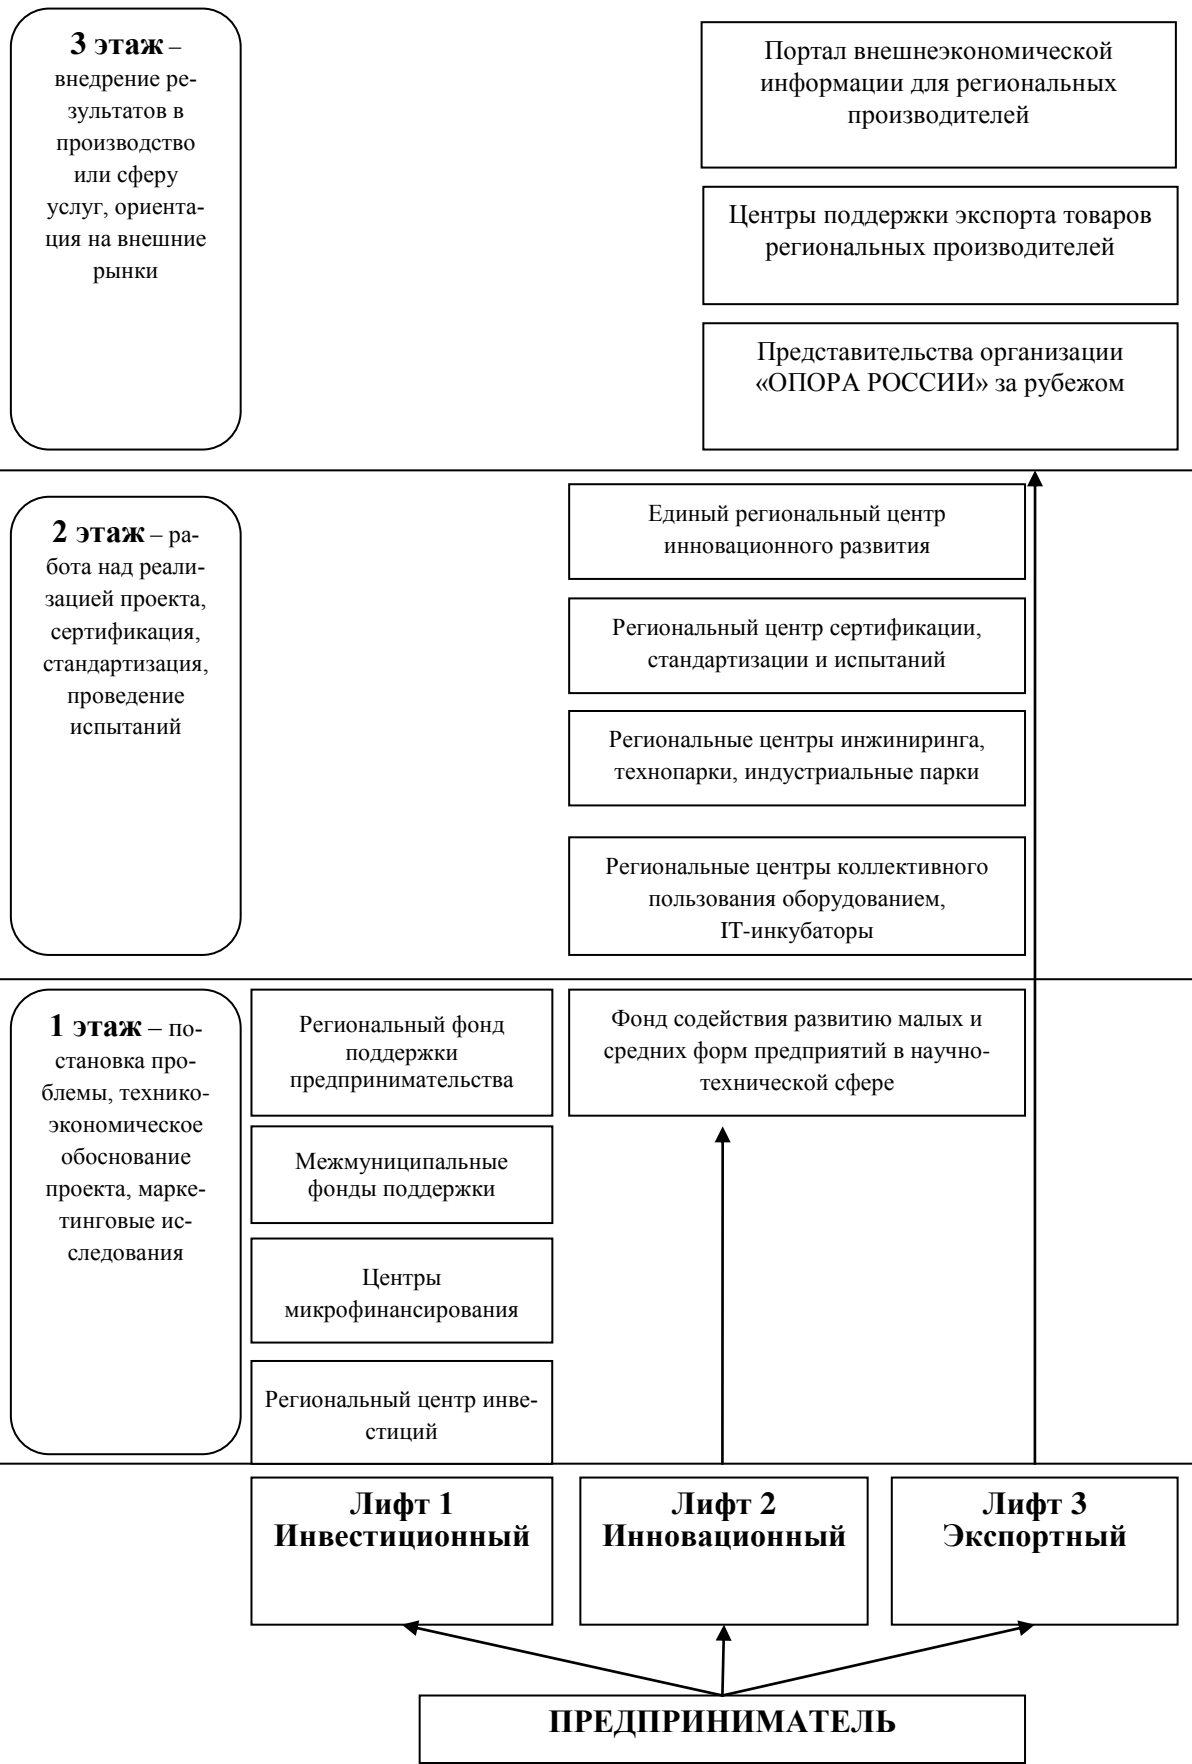 3 этаж –
внедрение ре-
зультатов в
производство
или сферу
услуг, ориента-
ция на внешние
рынки
Портал внешнеэкономической
информации для региональных
производителей
Центры поддержки экспорта товаров
региональных производителей
Представительства организации
«ОПОРА РОССИИ» за рубежом
2 этаж – ра-
бота над реали-
зацией проекта,
сертификация,
стандартизация,
проведение
испытаний
Единый региональный центр
инновационного развития
Региональный центр сертификации,
стандартизации и испытаний
Региональные центры инжиниринга,
технопарки, индустриальные парки
Региональные центры коллективного
пользования оборудованием,
IT-инкубаторы
1 этаж – по-
становка про-
блемы, технико-
экономическое
обоснование
проекта, марке-
тинговые ис-
следования
Региональный фонд
поддержки
предпринимательства
Межмуниципальные
фонды поддержки
Центры
микрофинансирования
Региональный центр инве-
стиций
Фонд содействия развитию малых и
средних форм предприятий в научно-
технической сфере
Лифт 1
Инвестиционный
Лифт 2
Инновационный
Лифт 3
Экспортный
ПРЕДПРИНИМАТЕЛЬ